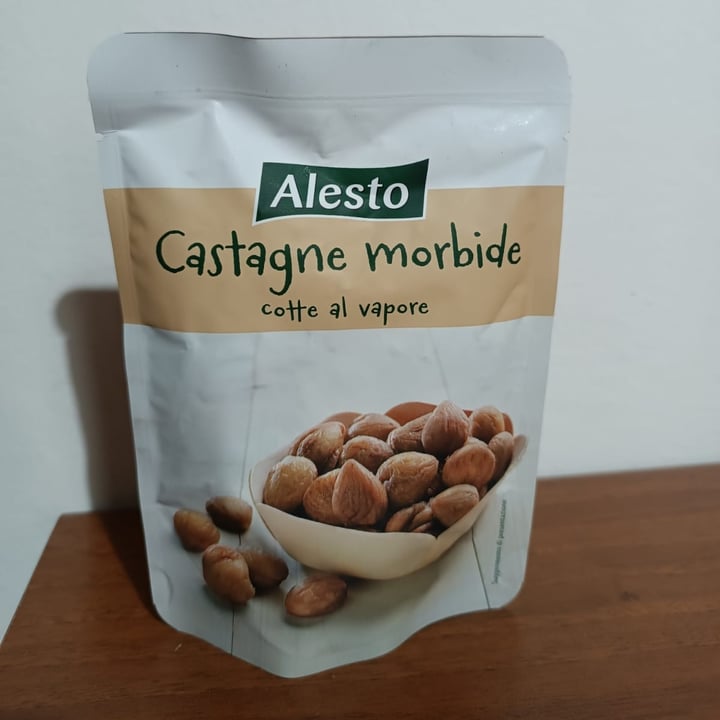 Alesto
Castagne morbide
cotte al vapore